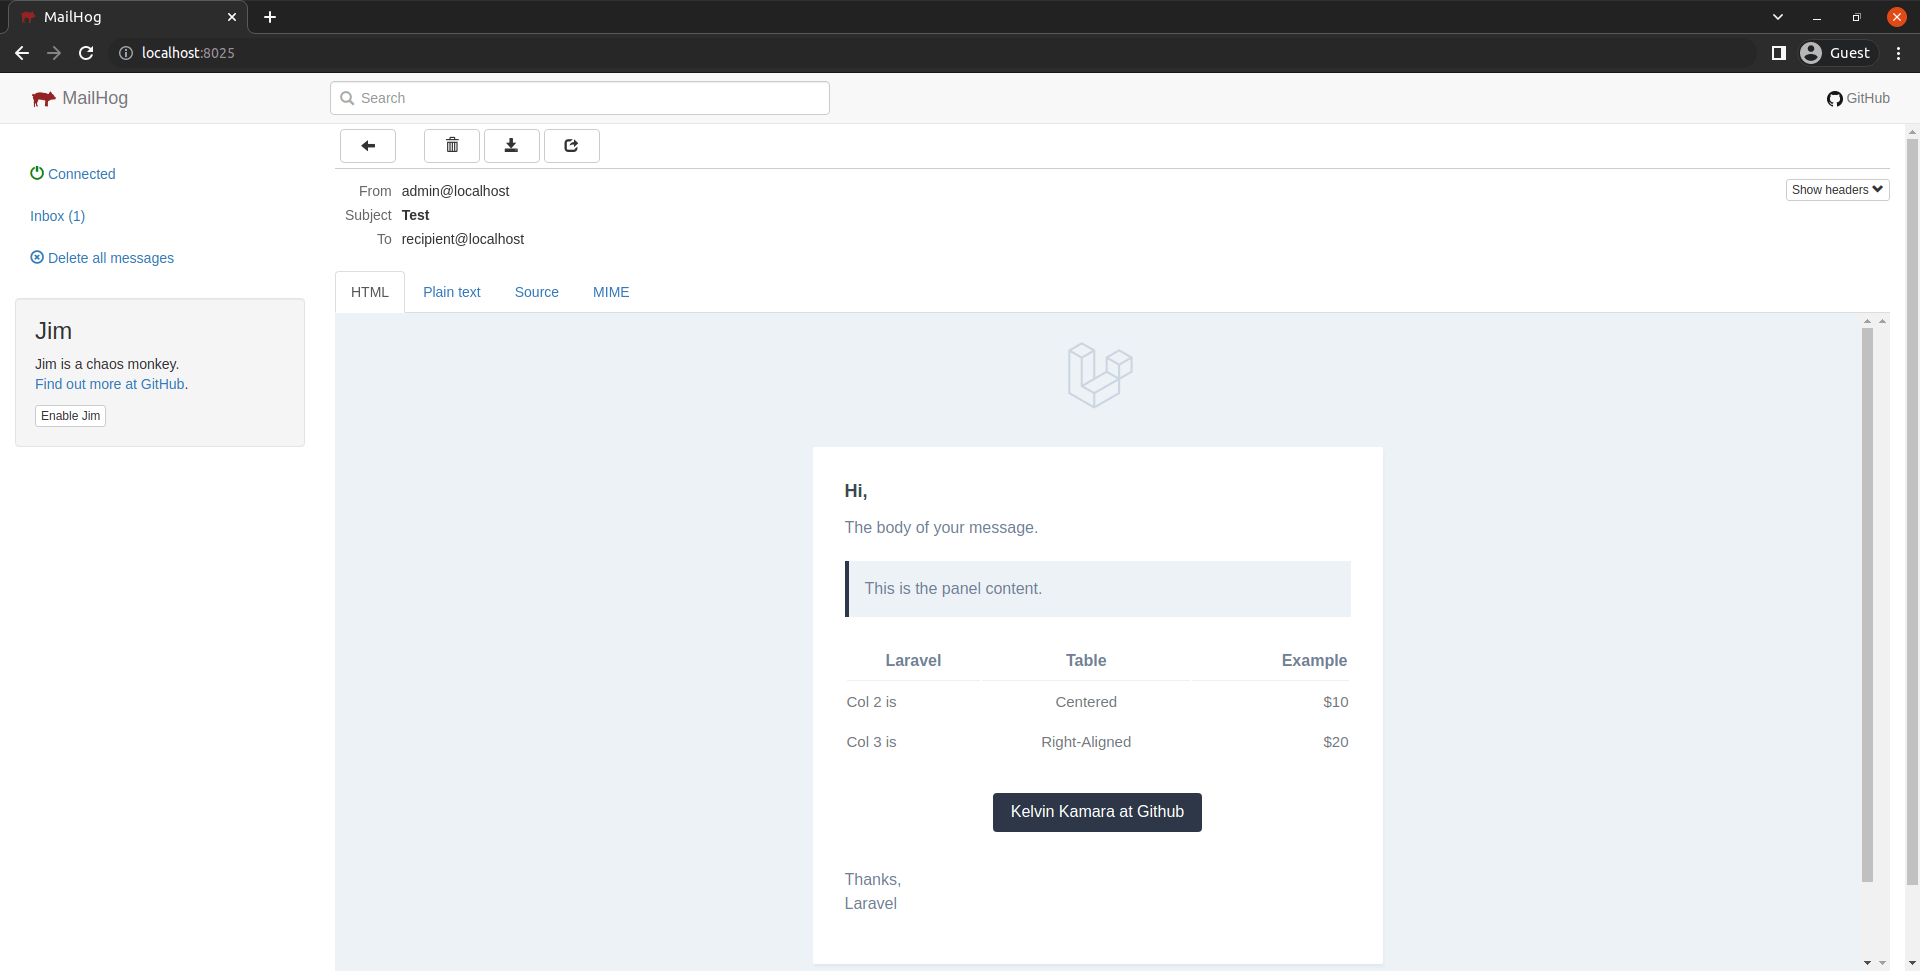 MailHog
localhost:8025
Guest
MailHog
Search
GitHub
Connected
Inbox (1)
Delete all messages
Jim
Jim is a chaos monkey.
Find out more at GitHub.
Enable Jim
From admin@localhost
Show headers
Subject Test
To recipient@localhost
HTML Plain text Source MIME
Hi,
The body of your message.
This is the panel content.
Laravel Table Example
Col 2 is Centered $10
Col 3 is Right-Aligned $20
Kelvin Kamara at Github
Thanks,
Laravel